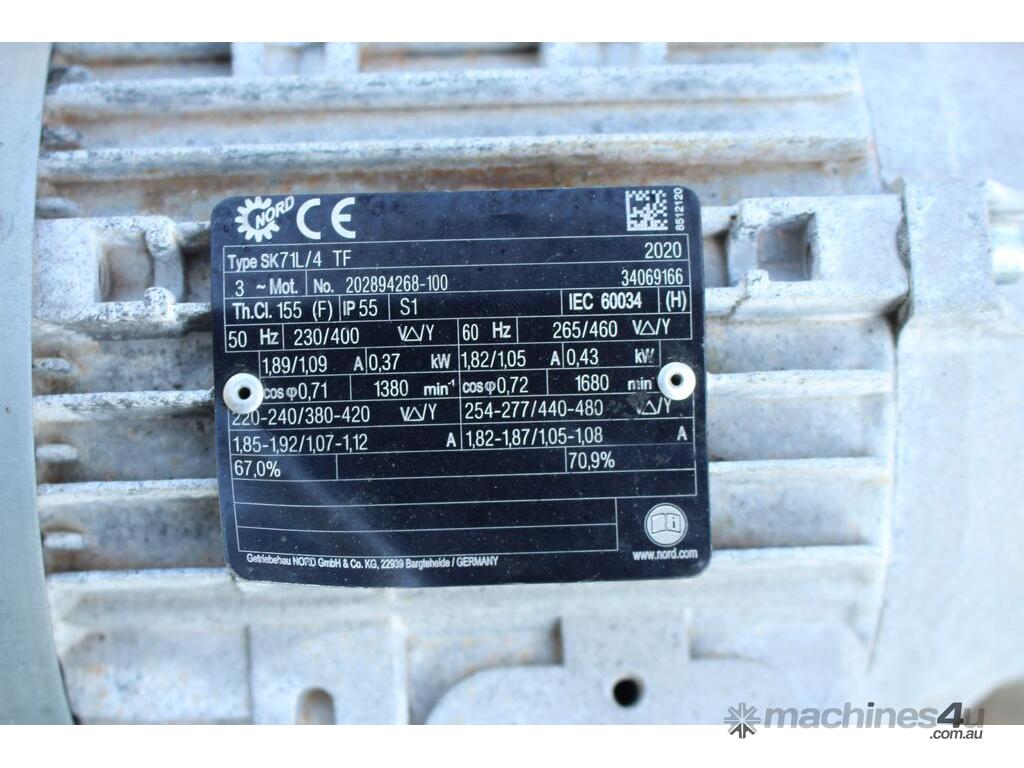 NORD CE
8512120
Type SK71L/4 TF 2020
3 ~ Mot. No. 202894268-100 34069166
Th.Cl. 155 (F) IP 55 S1 IEC 60034 (H)
50 Hz 230/400 V△/Y 60 Hz 265/460 V△/Y
1,89/1,09 A 0,37 kW 1,82/1,05 A 0,43 kW
cos φ 0,71 1380 min⁻¹ cos φ 0,72 1680 min
220-240/380-420 V△/Y 254-277/440-480 V△/Y
1,85-1,92/1,07-1,12 A 1,82-1,87/1,05-1,08 A
67,0% 70,9%
www.nord.com
Getriebebau NORD GmbH & Co. KG, 22939 Bargteheide / GERMANY
machines4u
.com.au